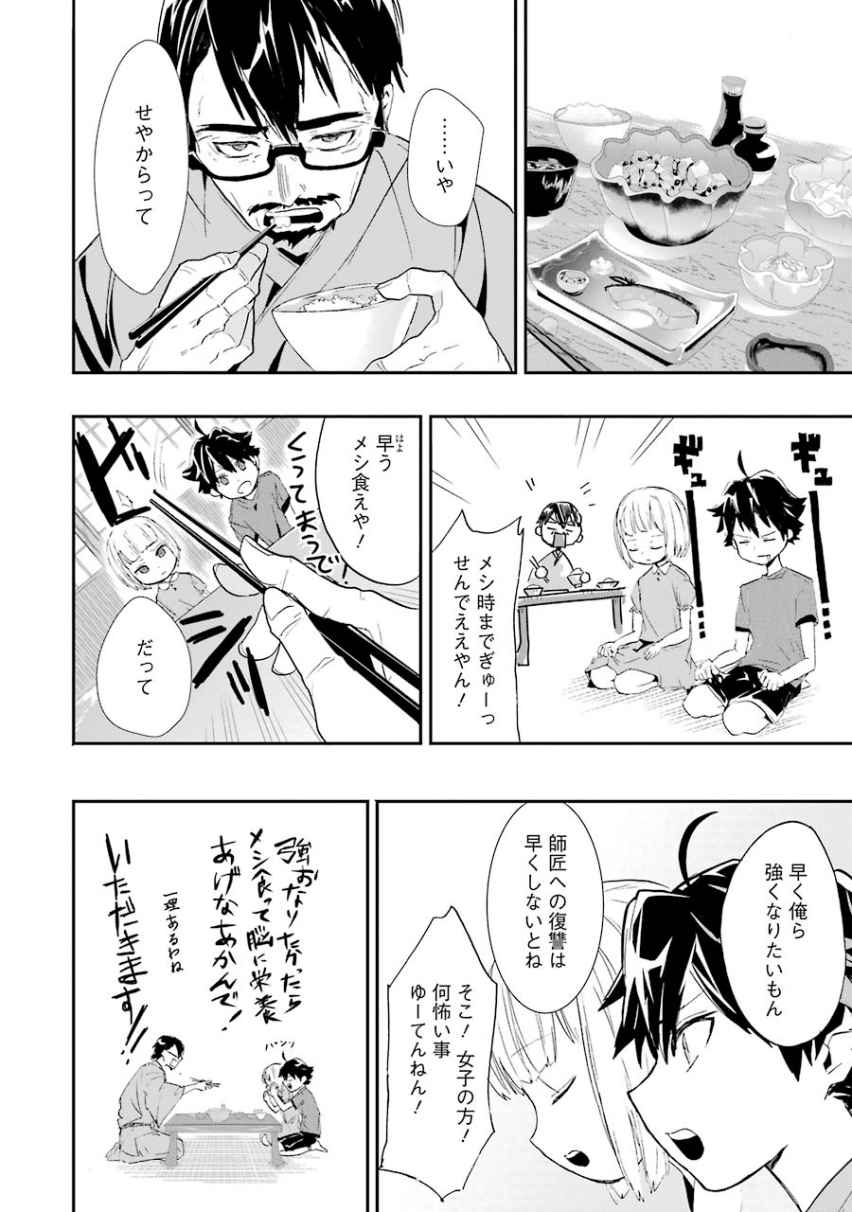 ……いや
せやからって
ギュ
ギュ
メシ時までぎゅーっ
せんでええやん!
早う
はよ
メシ食えや!
くってまうで!
だって
早く俺ら
強くなりたいもん
師匠への復讐は
早くしないとね
そこ!女子の方!
何怖い事
ゆーてんねん!
強おなりたかったら
メシ食って脳に栄養
あげなあかんで!
一理あるわね
いただきます!!
パンッ